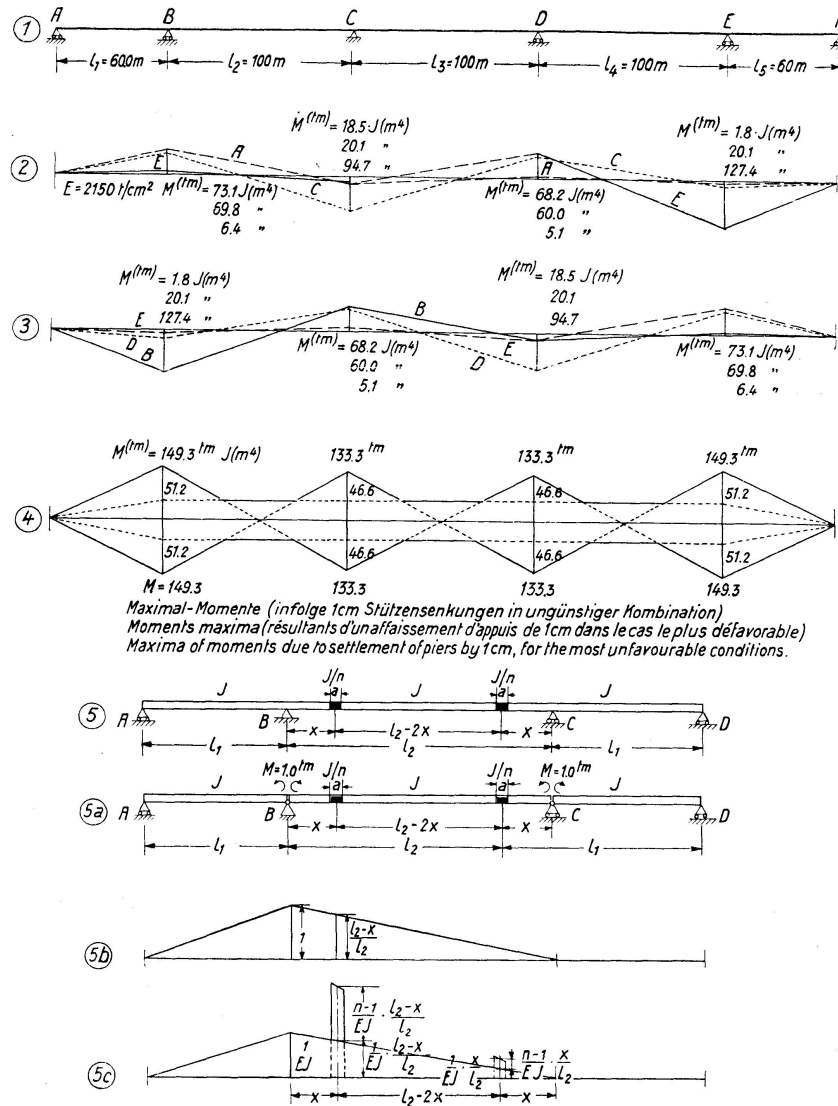 1 A B C D E
l₁=60.0m l₂=100m l₃=100m l₄=100m l₅=60m
2
M(tm)= 18.5·J(m⁴)
20.1 "
94.7 "
M(tm)= 1.8·J(m⁴)
20.1 "
127.4 "
A E C A C E
E=2150 t/cm² M(tm)= 73.1 J(m⁴)
69.8 "
6.4 "
M(tm)= 68.2 J(m⁴)
60.0 "
5.1 "
3
M(tm)= 1.8 J(m⁴)
20.1 "
127.4 "
M(tm)= 18.5 J(m⁴)
20.1
94.7
E D B B E D
M(tm)= 68.2 J(m⁴)
60.0 "
5.1 "
M(tm)= 73.1 J(m⁴)
69.8 "
6.4 "
4
M(tm)= 149.3 tm J(m⁴) 133.3 tm 133.3 tm 149.3 tm
51.2 46.6 46.6 51.2
51.2 46.6 46.6 51.2
M = 149.3 133.3 133.3 149.3
Maximal-Momente (infolge 1cm Stützensenkungen in ungünstiger Kombination)
Moments maxima (résultants d'un affaissement d'appuis de 1cm dans le cas le plus défavorable)
Maxima of moments due to settlement of piers by 1cm, for the most unfavourable conditions.
5
J J/n J J/n J
a a
A B C D
x l₂-2x x
l₁ l₂ l₁
5a
M=1.0tm J/n J/n M=1.0tm
J a J a J
A B C D
x l₂-2x x
l₁ l₂ l₁
5b
1 l₂-x/l₂
5c
n-1/EJ · l₂-x/l₂
1/EJ 1/EJ · l₂-x/l₂ 1/EJ · x/l₂ n-1/EJ · x/l₂
x l₂-2x x